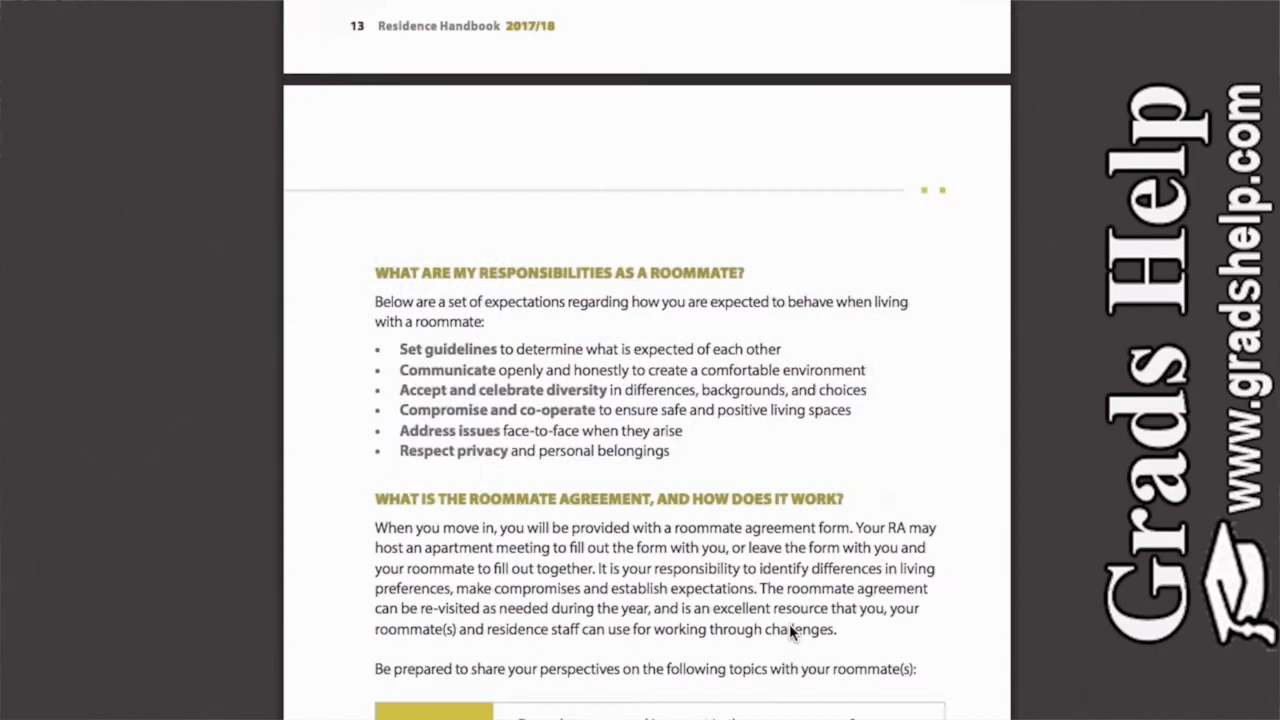 13 Residence Handbook 2017/18
WHAT ARE MY RESPONSIBILITIES AS A ROOMMATE?
Below are a set of expectations regarding how you are expected to behave when living
with a roommate:
• Set guidelines to determine what is expected of each other
• Communicate openly and honestly to create a comfortable environment
• Accept and celebrate diversity in differences, backgrounds, and choices
• Compromise and co-operate to ensure safe and positive living spaces
• Address issues face-to-face when they arise
• Respect privacy and personal belongings
WHAT IS THE ROOMMATE AGREEMENT, AND HOW DOES IT WORK?
When you move in, you will be provided with a roommate agreement form. Your RA may
host an apartment meeting to fill out the form with you, or leave the form with you and
your roommate to fill out together. It is your responsibility to identify differences in living
preferences, make compromises and establish expectations. The roommate agreement
can be re-visited as needed during the year, and is an excellent resource that you, your
roommate(s) and residence staff can use for working through challenges.
Be prepared to share your perspectives on the following topics with your roommate(s):
Grads Help
www.gradshelp.com